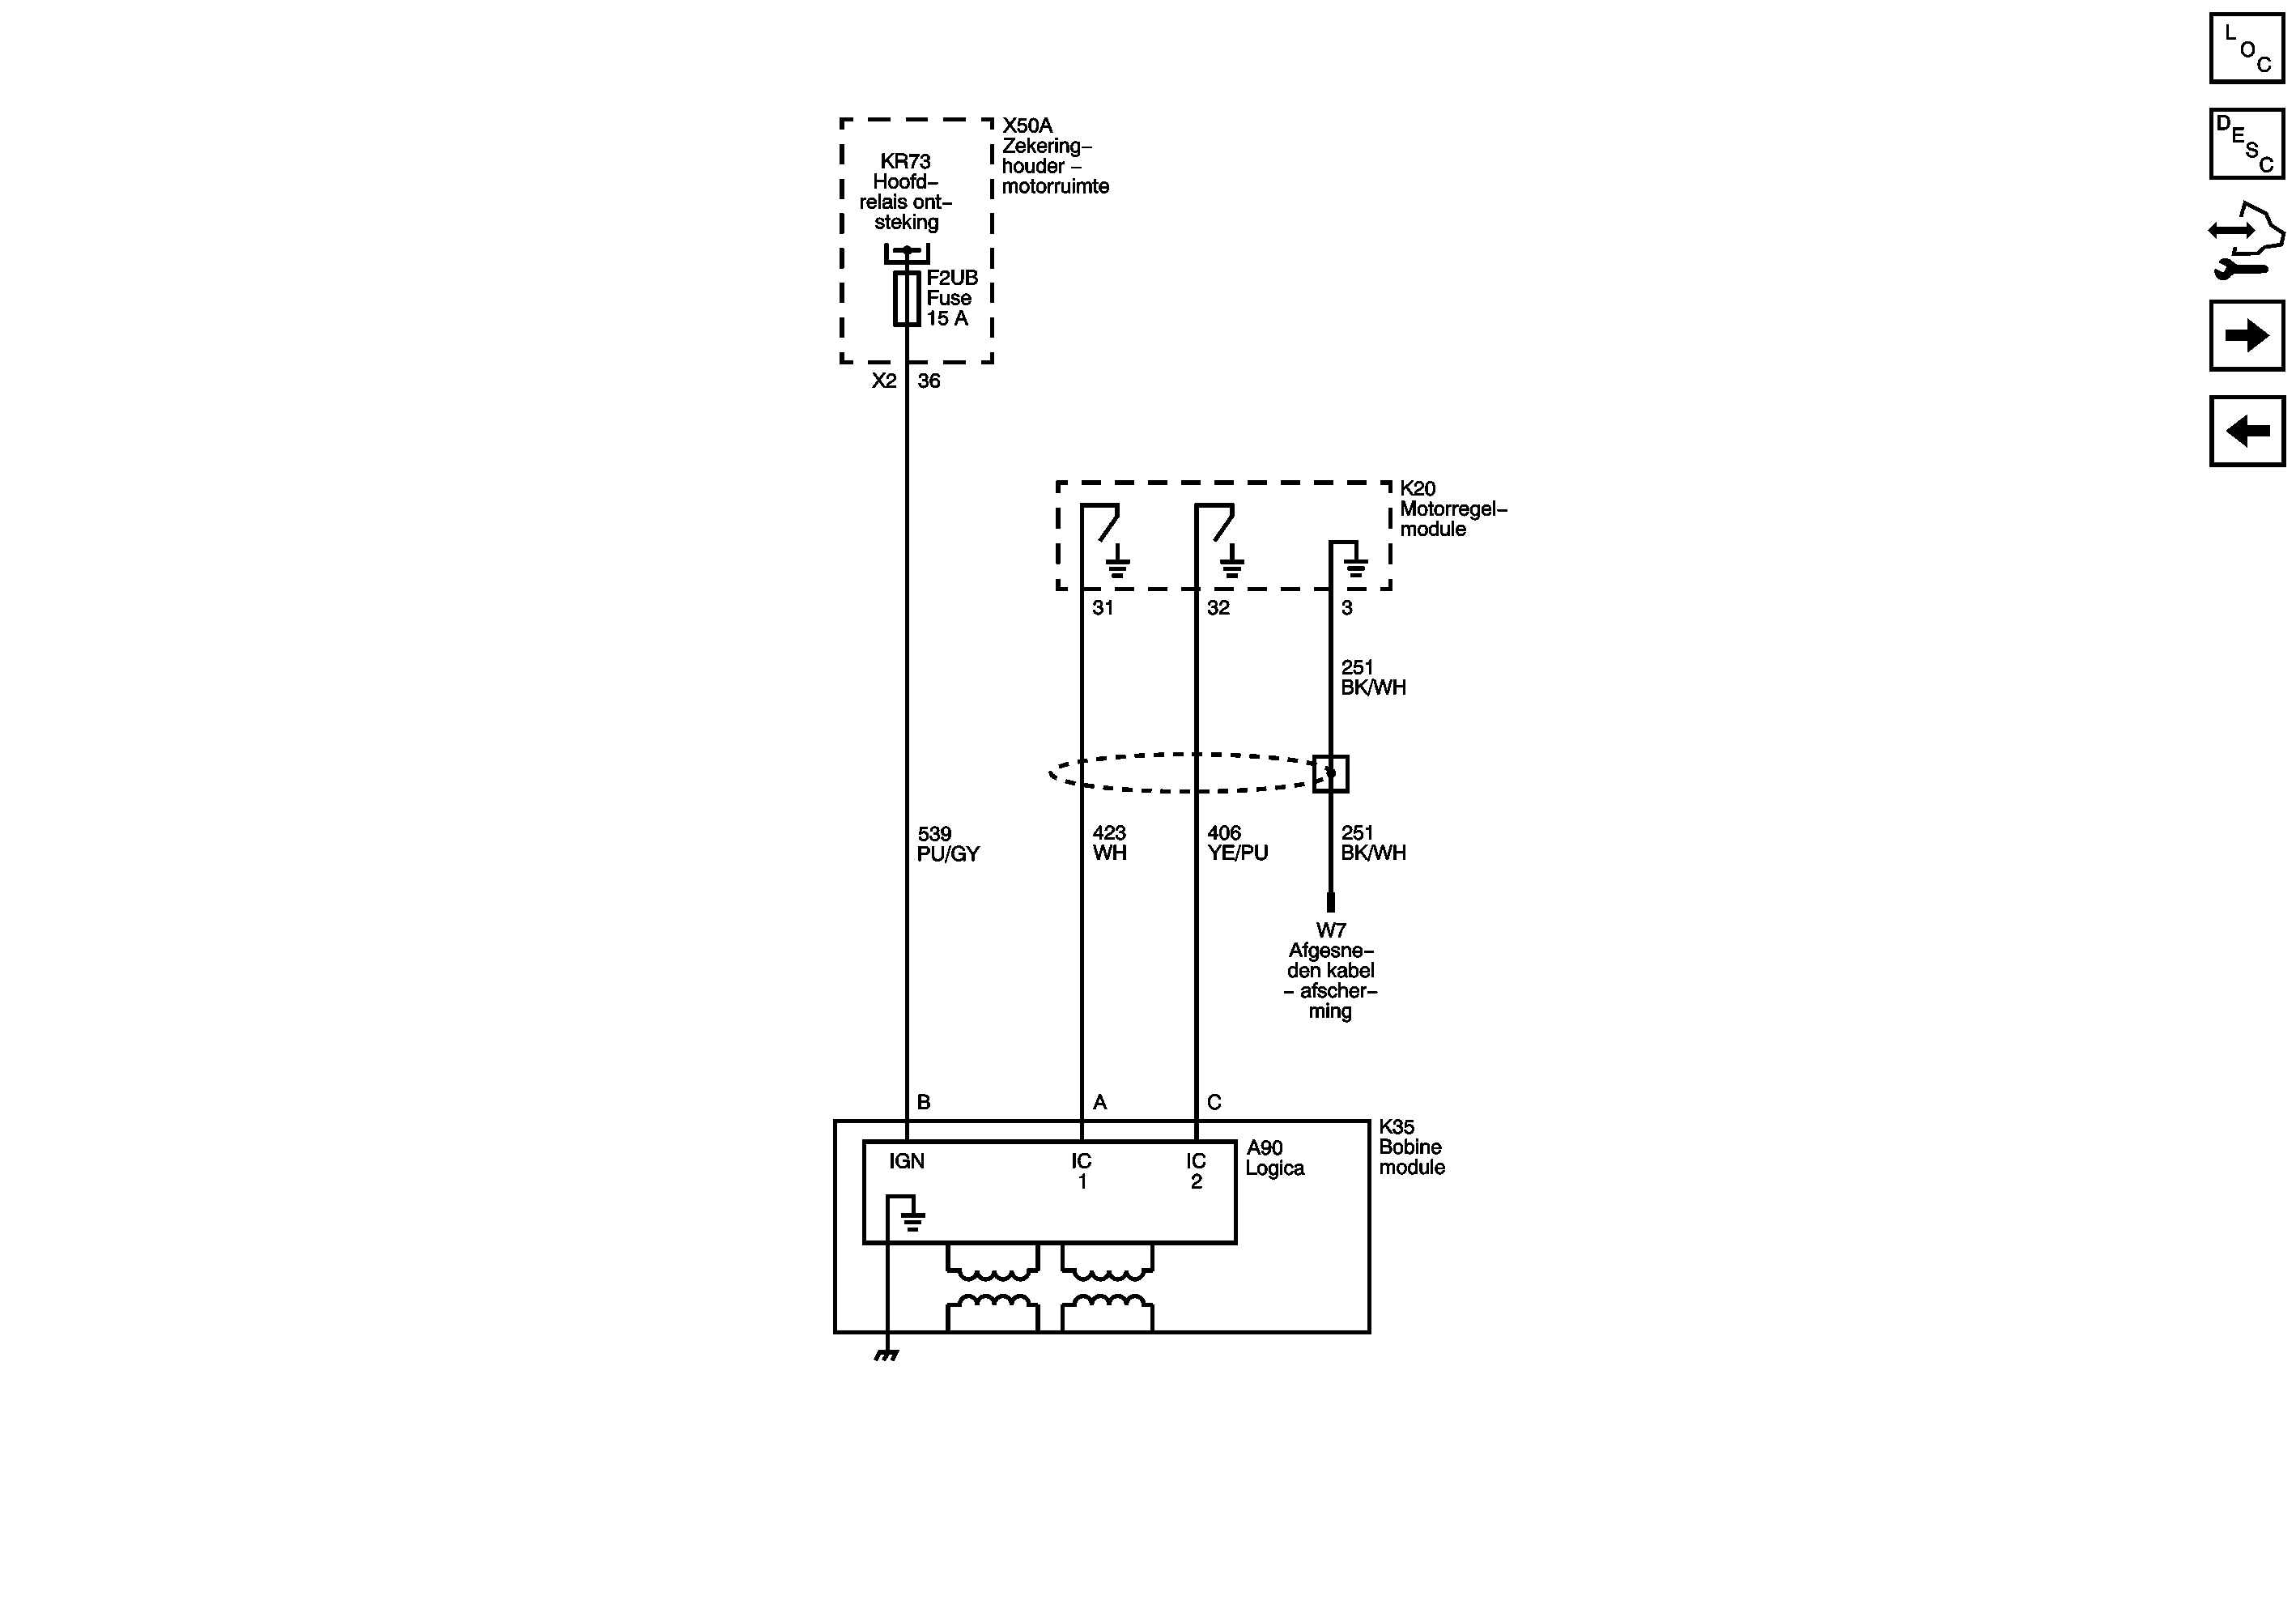 L
O
C
D
E
S
C
X50A
Zekering–
houder –
motorruimte
KR73
Hoofd–
relais ont–
steking
F2UB
Fuse
15 A
X2 36
K20
Motorregel–
module
31 32 3
251
BK/WH
539
PU/GY
423
WH
406
YE/PU
251
BK/WH
W7
Afgesne–
den kabel
– afscher–
ming
B A C
K35
Bobine
module
A90
Logica
IGN
IC
1
IC
2